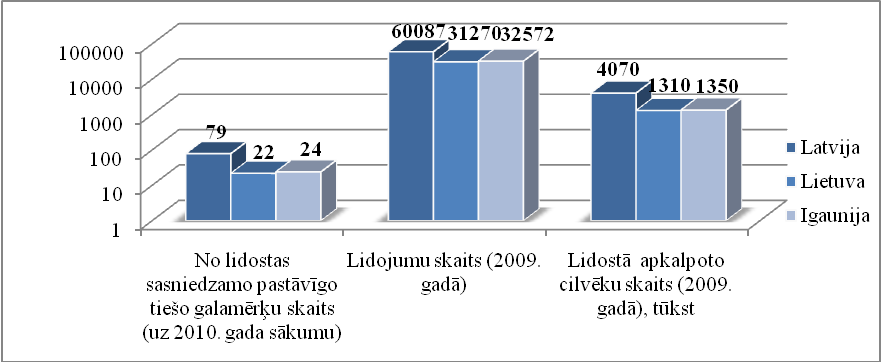 60087 31270 32572
100000
10000
4070
1310 1350
1000
79
22 24
100
10
1
Latvija
Lietuva
Igaunija
No lidostas
sasniedzamo pastāvīgo
tiešo galamērķu skaits
(uz 2010. gada sākumu)
Lidojumu skaits (2009.
gadā)
Lidostā apkalpoto
cilvēku skaits (2009.
gadā), tūkst